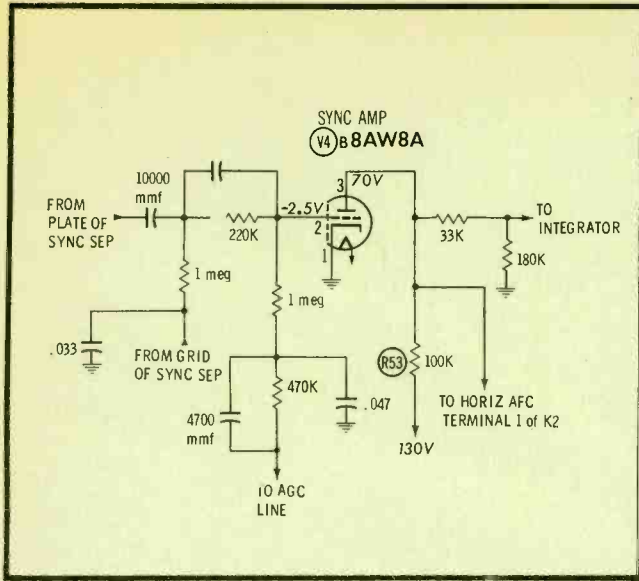 SYNC AMP
V4 B 8AW8A
3 70V
10000
mmf
FROM
PLATE OF
SYNC SEP
-2.5V
2
220K
1
33K
TO
INTEGRATOR
180K
1 meg
1 meg
.033
FROM GRID
OF SYNC SEP
R53 100K
470K
.047
4700
mmf
TO HORIZ AFC
TERMINAL 1 of K2
130V
TO AGC
LINE